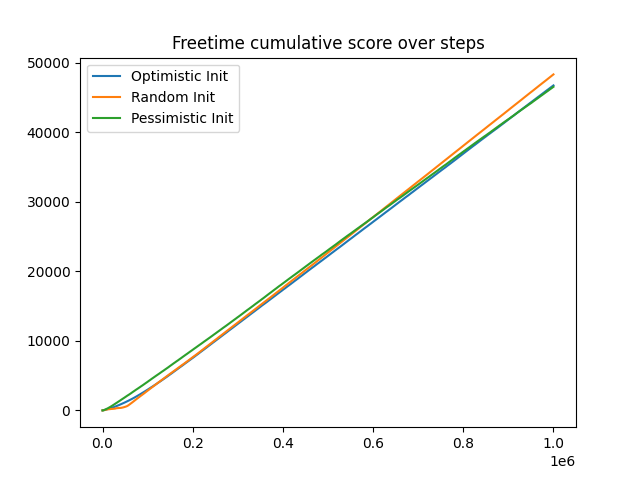 Freetime cumulative score over steps
50000
40000
30000
20000
10000
0
Optimistic Init
Random Init
Pessimistic Init
0.0 0.2 0.4 0.6 0.8 1.0
1e6